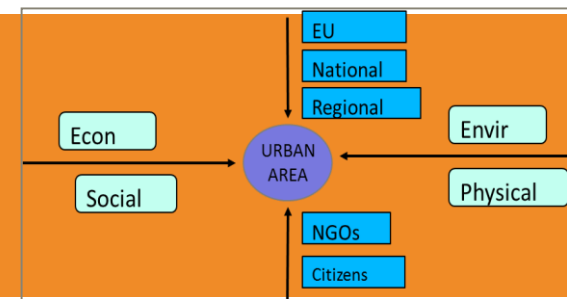 EU
National
Regional
Econ
Envir
URBAN
AREA
Social
Physical
NGOs
Citizens